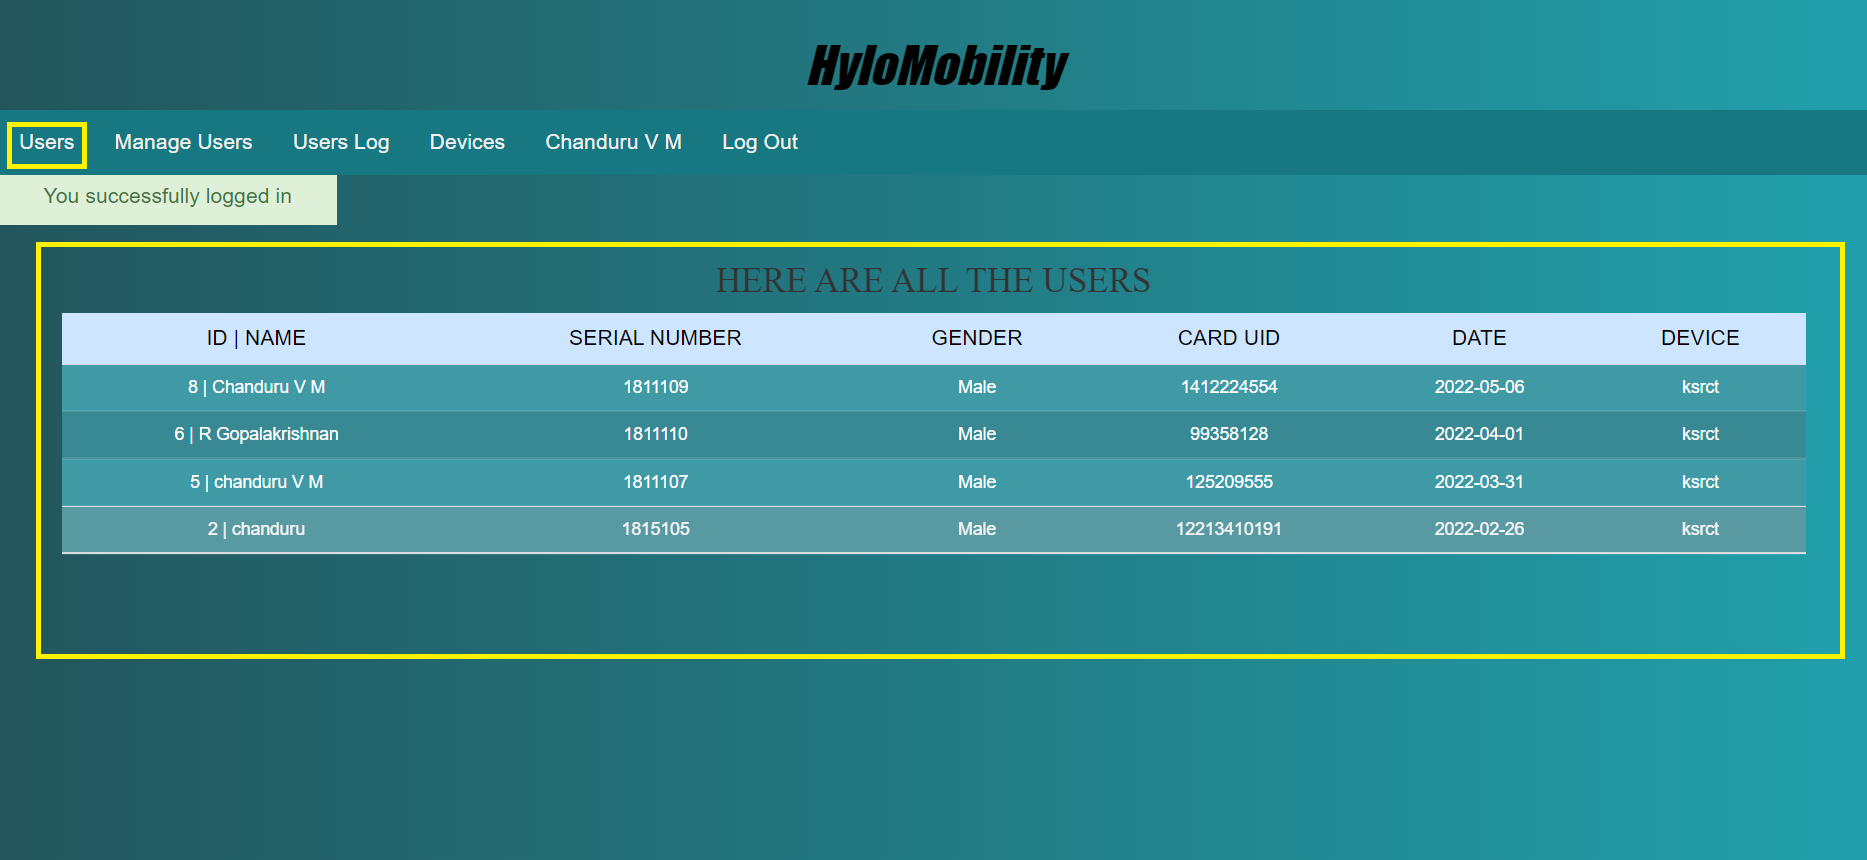 HyloMobility
Users Manage Users Users Log Devices Chanduru V M Log Out
You successfully logged in
HERE ARE ALL THE USERS
ID | NAME SERIAL NUMBER GENDER CARD UID DATE DEVICE
8 | Chanduru V M 1811109 Male 1412224554 2022-05-06 ksrct
6 | R Gopalakrishnan 1811110 Male 99358128 2022-04-01 ksrct
5 | chanduru V M 1811107 Male 125209555 2022-03-31 ksrct
2 | chanduru 1815105 Male 12213410191 2022-02-26 ksrct